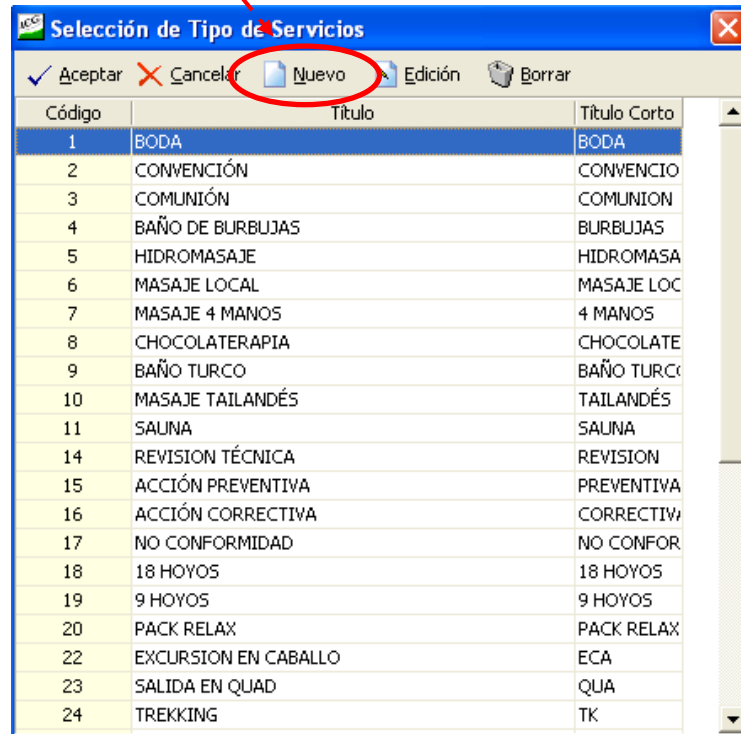 ICG Selección de Tipo de Servicios
Aceptar Cancelar Nuevo Edición Borrar
Código Título Título Corto
1 BODA BODA
2 CONVENCIÓN CONVENCIO
3 COMUNIÓN COMUNION
4 BAÑO DE BURBUJAS BURBUJAS
5 HIDROMASAJE HIDROMASA
6 MASAJE LOCAL MASAJE LOC
7 MASAJE 4 MANOS 4 MANOS
8 CHOCOLATERAPIA CHOCOLATE
9 BAÑO TURCO BAÑO TURC
10 MASAJE TAILANDÉS TAILANDÉS
11 SAUNA SAUNA
14 REVISION TÉCNICA REVISION
15 ACCIÓN PREVENTIVA PREVENTIVA
16 ACCIÓN CORRECTIVA CORRECTIV
17 NO CONFORMIDAD NO CONFOR
18 18 HOYOS 18 HOYOS
19 9 HOYOS 9 HOYOS
20 PACK RELAX PACK RELAX
22 EXCURSION EN CABALLO ECA
23 SALIDA EN QUAD QUA
24 TREKKING TK